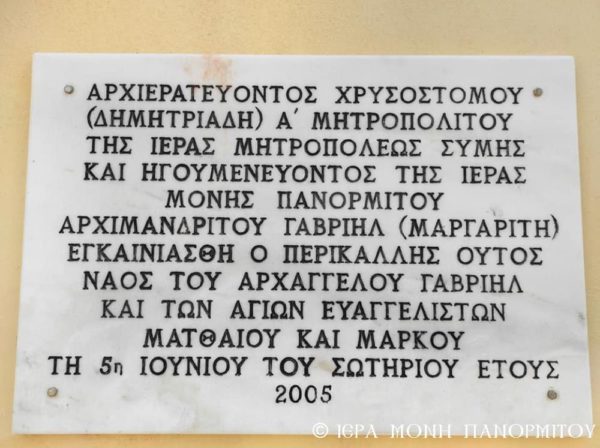 ΑΡΧΙΕΡΑΤΕΥΟΝΤΟΣ ΧΡΥΣΟΣΤΟΜΟΥ
(ΔΗΜΗΤΡΙΑΔΗ) Α΄ ΜΗΤΡΟΠΟΛΙΤΟΥ
ΤΗΣ ΙΕΡΑΣ ΜΗΤΡΟΠΟΛΕΩΣ ΣΥΜΗΣ
ΚΑΙ ΗΓΟΥΜΕΝΕΥΟΝΤΟΣ ΤΗΣ ΙΕΡΑΣ
ΜΟΝΗΣ ΠΑΝΟΡΜΙΤΟΥ
ΑΡΧΙΜΑΝΔΡΙΤΟΥ ΓΑΒΡΙΗΛ (ΜΑΡΓΑΡΙΤΗ)
ΕΓΚΑΙΝΙΑΣΘΗ Ο ΠΕΡΙΚΑΛΛΗΣ ΟΥΤΟΣ
ΝΑΟΣ ΤΟΥ ΑΡΧΑΓΓΕΛΟΥ ΓΑΒΡΙΗΛ
ΚΑΙ ΤΩΝ ΑΓΙΩΝ ΕΥΑΓΓΕΛΙΣΤΩΝ
ΜΑΤΘΑΙΟΥ ΚΑΙ ΜΑΡΚΟΥ
ΤΗ 5η ΙΟΥΝΙΟΥ ΤΟΥ ΣΩΤΗΡΙΟΥ ΕΤΟΥΣ
2005
© ΙΕΡΑ ΜΟΝΗ ΠΑΝΟΡΜΙΤΟΥ